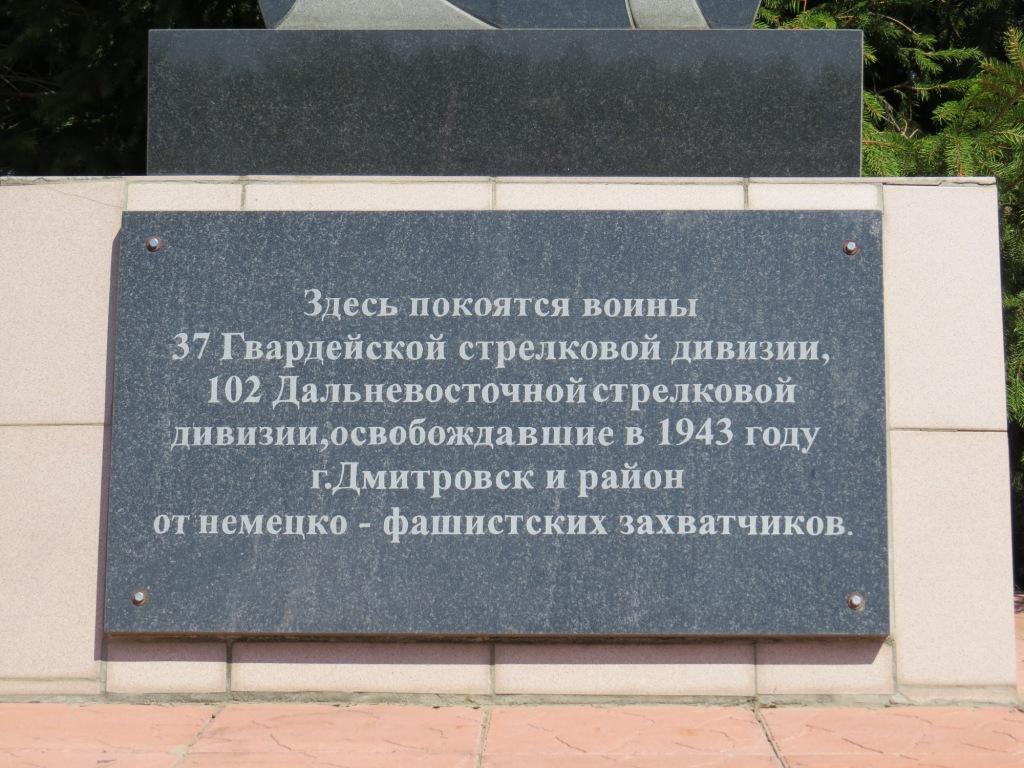 Здесь покоятся воины
37 Гвардейской стрелковой дивизии,
102 Дальневосточной стрелковой
дивизии,освобождавшие в 1943 году
г.Дмитровск и район
от немецко - фашистских захватчиков.